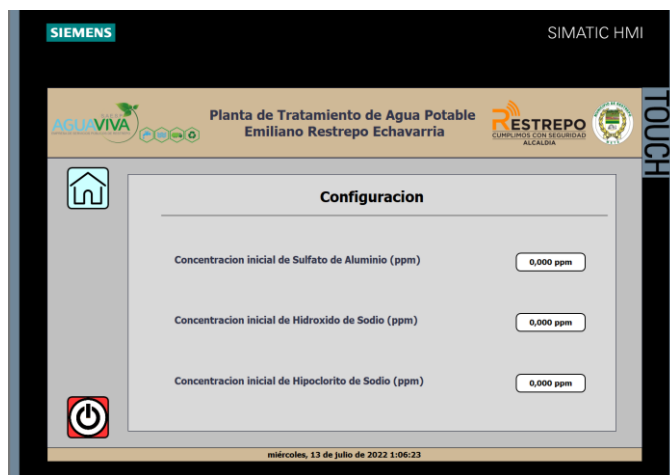 SIEMENS
SIMATIC HMI
TOUCH
AGUAVIVA
Planta de Tratamiento de Agua Potable
Emiliano Restrepo Echavarria
RESTREPO
CUMPLIMOS CON SEGURIDAD
ALCALDIA
Configuracion
Concentracion inicial de Sulfato de Aluminio (ppm)
0,000 ppm
Concentracion inicial de Hidroxido de Sodio (ppm)
0,000 ppm
Concentracion inicial de Hipoclorito de Sodio (ppm)
0,000 ppm
miércoles, 13 de julio de 2022 1:06:23